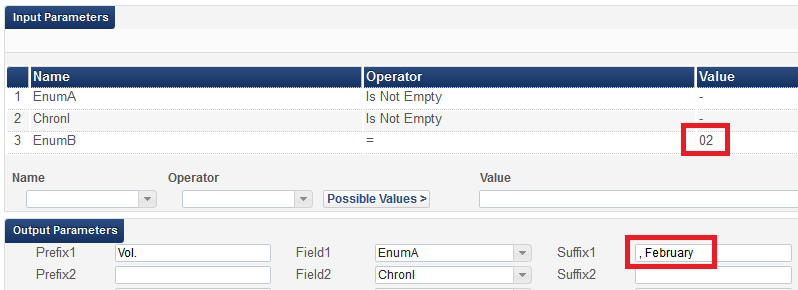 Input Parameters
Name Operator Value
1 EnumA Is Not Empty -
2 ChronI Is Not Empty -
3 EnumB = 02
Name Operator Value
Possible Values >
Output Parameters
Prefix1 Vol. Field1 EnumA Suffix1 , February
Prefix2 Field2 ChronI Suffix2